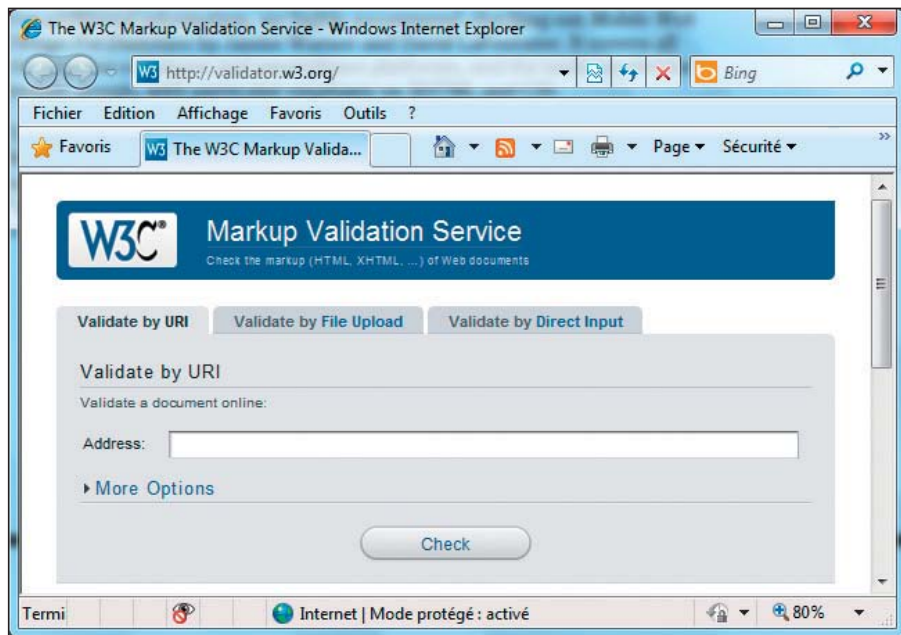 The W3C Markup Validation Service - Windows Internet Explorer
W3 http://validator.w3.org/ Bing
Fichier Edition Affichage Favoris Outils ?
Favoris W3 The W3C Markup Valida... Page Sécurité »
W3C® Markup Validation Service
Check the markup (HTML, XHTML, ...) of Web documents
Validate by URI Validate by File Upload Validate by Direct Input
Validate by URI
Validate a document online:
Address:
More Options
Check
Termi Internet | Mode protégé : activé 80%